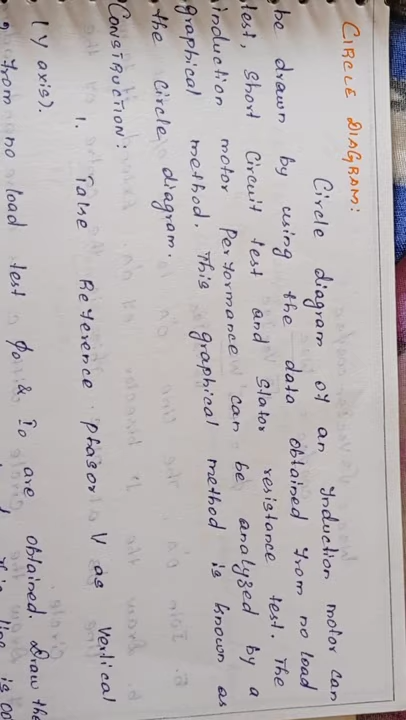 CIRCLE DIAGRAM:
Circle diagram of an Induction motor can
be drawn by using the data obtained from no load
test, Short Circuit test and Stator resistance test. The
induction motor Performance can be analyzed by a
graphical method. This graphical method is known as
the circle diagram.
CONSTRUCTION:
1. Take Reference phasor V as Vertical
(Y axis).
from no load test ϕo & Io are obtained. Draw the
line is